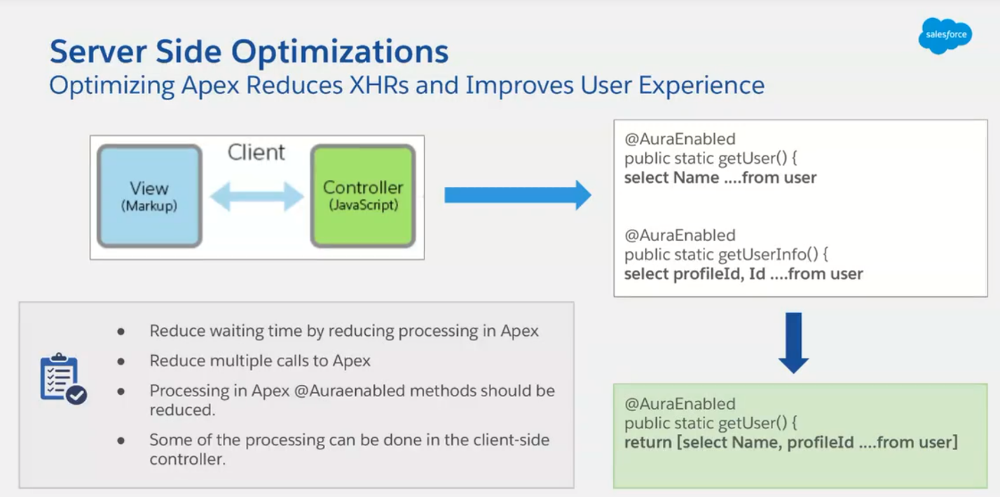 salesforce
Server Side Optimizations
Optimizing Apex Reduces XHRs and Improves User Experience
Client
View
(Markup)
Controller
(JavaScript)
@AuraEnabled
public static getUser() {
select Name ....from user
@AuraEnabled
public static getUserInfo() {
select profileId, Id ....from user
● Reduce waiting time by reducing processing in Apex
● Reduce multiple calls to Apex
● Processing in Apex @Auraenabled methods should be
reduced.
● Some of the processing can be done in the client-side
controller.
@AuraEnabled
public static getUser() {
return [select Name, profileId ....from user]